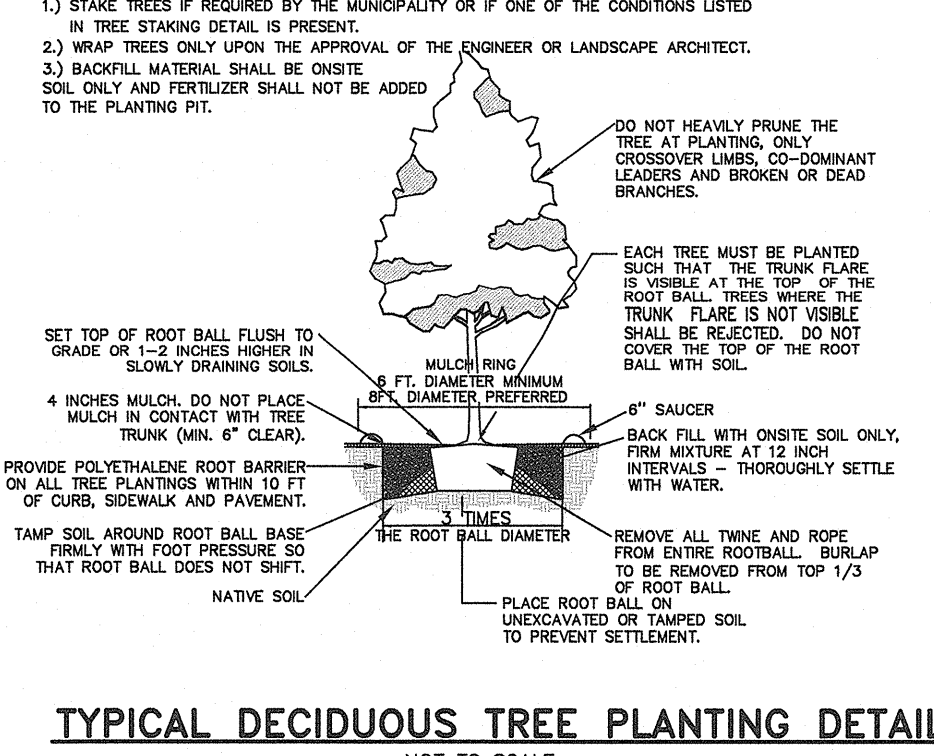 1.) STAKE TREES IF REQUIRED BY THE MUNICIPALITY OR IF ONE OF THE CONDITIONS LISTED
IN TREE STAKING DETAIL IS PRESENT.
2.) WRAP TREES ONLY UPON THE APPROVAL OF THE ENGINEER OR LANDSCAPE ARCHITECT.
3.) BACKFILL MATERIAL SHALL BE ONSITE
SOIL ONLY AND FERTILIZER SHALL NOT BE ADDED
TO THE PLANTING PIT.
DO NOT HEAVILY PRUNE THE
TREE AT PLANTING, ONLY
CROSSOVER LIMBS, CO-DOMINANT
LEADERS AND BROKEN OR DEAD
BRANCHES.
EACH TREE MUST BE PLANTED
SUCH THAT THE TRUNK FLARE
IS VISIBLE AT THE TOP OF THE
ROOT BALL. TREES WHERE THE
TRUNK FLARE IS NOT VISIBLE
SHALL BE REJECTED. DO NOT
COVER THE TOP OF THE ROOT
BALL WITH SOIL.
SET TOP OF ROOT BALL FLUSH TO
GRADE OR 1-2 INCHES HIGHER IN
SLOWLY DRAINING SOILS.
MULCH RING
6 FT. DIAMETER MINIMUM
8FT. DIAMETER PREFERRED
4 INCHES MULCH. DO NOT PLACE
MULCH IN CONTACT WITH TREE
TRUNK (MIN. 6" CLEAR).
6" SAUCER
BACK FILL WITH ONSITE SOIL ONLY,
FIRM MIXTURE AT 12 INCH
INTERVALS - THOROUGHLY SETTLE
WITH WATER.
PROVIDE POLYETHALENE ROOT BARRIER
ON ALL TREE PLANTINGS WITHIN 10 FT
OF CURB, SIDEWALK AND PAVEMENT.
3 TIMES
THE ROOT BALL DIAMETER
TAMP SOIL AROUND ROOT BALL BASE
FIRMLY WITH FOOT PRESSURE SO
THAT ROOT BALL DOES NOT SHIFT.
REMOVE ALL TWINE AND ROPE
FROM ENTIRE ROOTBALL. BURLAP
TO BE REMOVED FROM TOP 1/3
OF ROOT BALL.
NATIVE SOIL
PLACE ROOT BALL ON
UNEXCAVATED OR TAMPED SOIL
TO PREVENT SETTLEMENT.
TYPICAL DECIDUOUS TREE PLANTING DETAIL
NOT TO SCALE